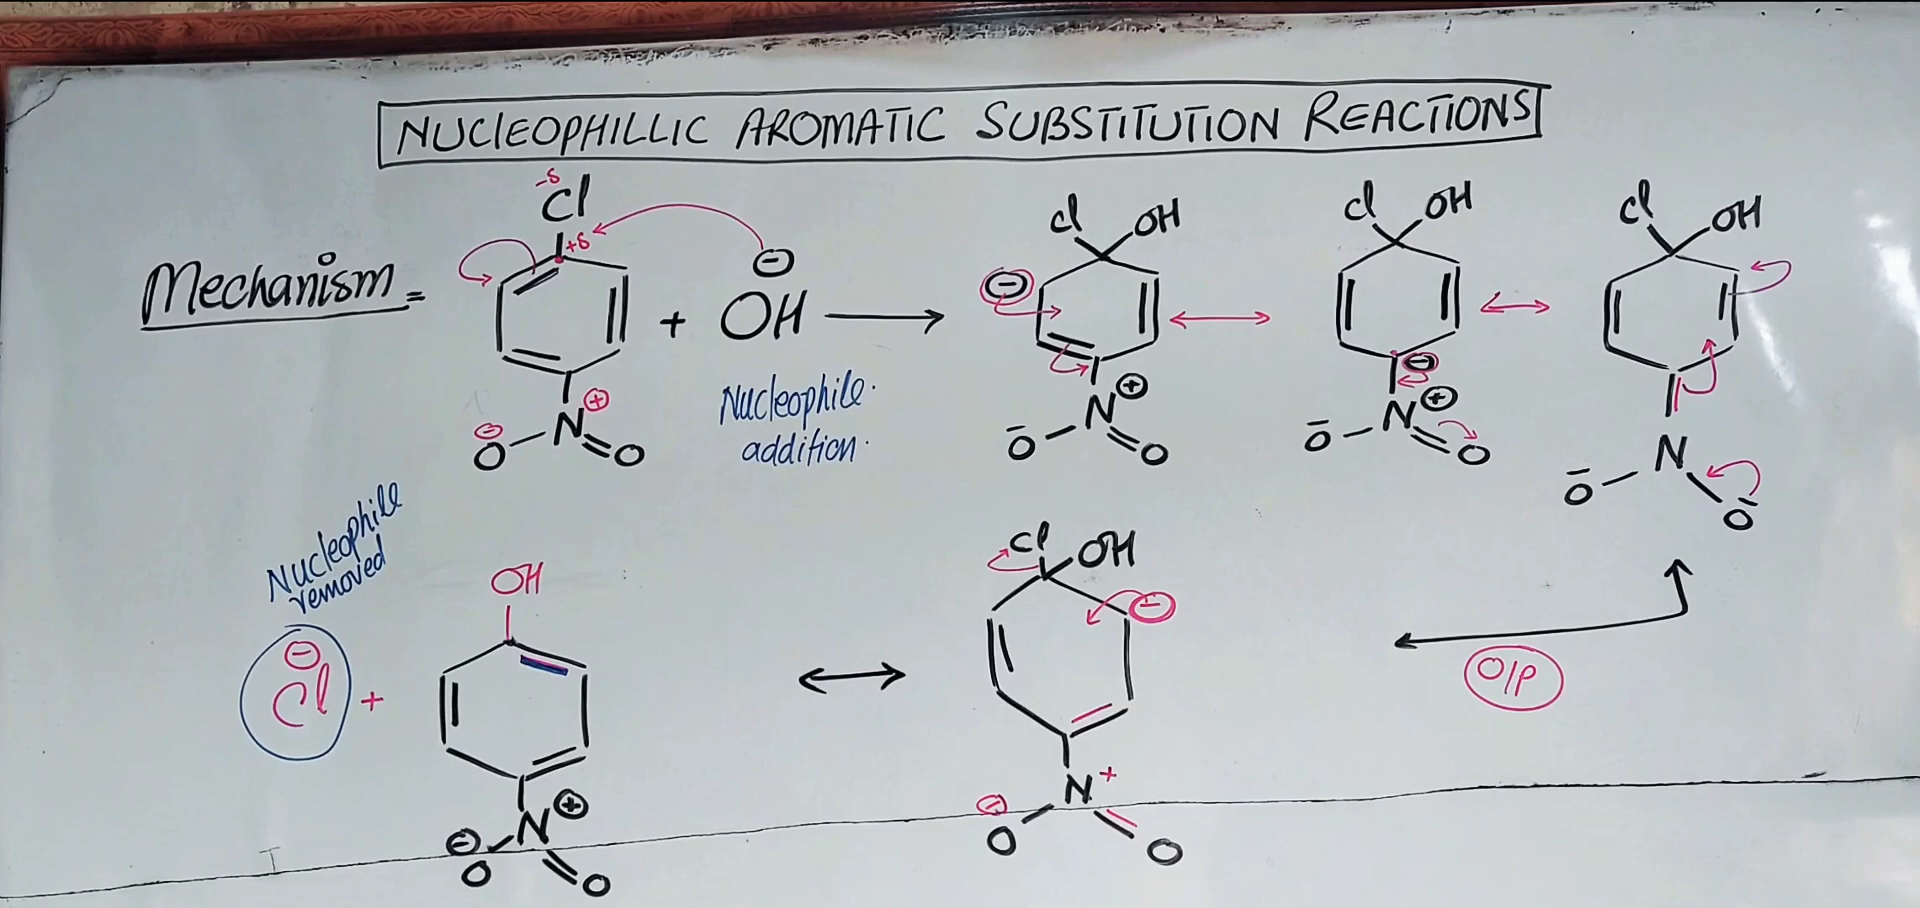 NUCLEOPHILLIC AROMATIC SUBSTITUTION REACTIONS
Mechanism =
-δ
Cl
+δ
+ ⊖
OH
N ⊕
⊖
O
O
Nucleophile
addition
Cl OH
⊖
N ⊕
Ō
O
Cl OH
⊖
N ⊕
Ō
O
Cl OH
N
Ō
Ō
Nucleophile
removed
⊖
Cl +
OH
N ⊕
⊖
O
O
Cl OH
⊖
N +
⊖
O
O
O/P